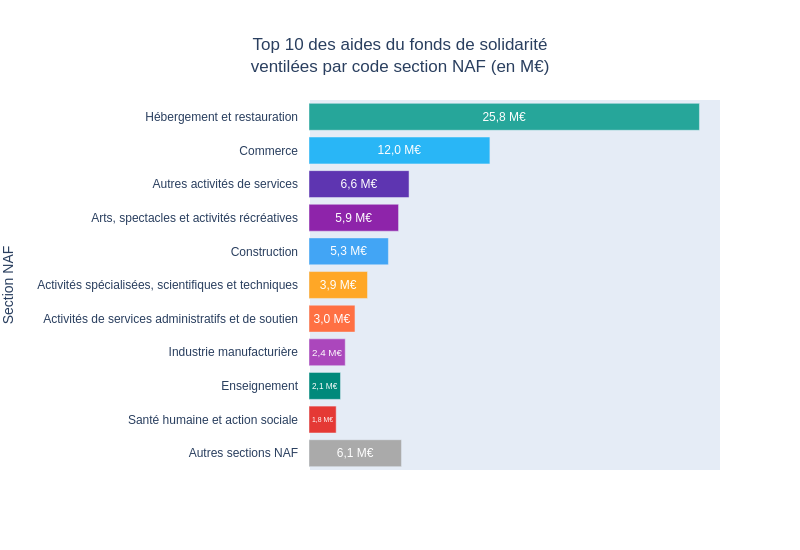 Top 10 des aides du fonds de solidarité
ventilées par code section NAF (en M€)
Section NAF
Hébergement et restauration 25,8 M€
Commerce 12,0 M€
Autres activités de services 6,6 M€
Arts, spectacles et activités récréatives 5,9 M€
Construction 5,3 M€
Activités spécialisées, scientifiques et techniques 3,9 M€
Activités de services administratifs et de soutien 3,0 M€
Industrie manufacturière 2,4 M€
Enseignement 2,1 M€
Santé humaine et action sociale 1,8 M€
Autres sections NAF 6,1 M€